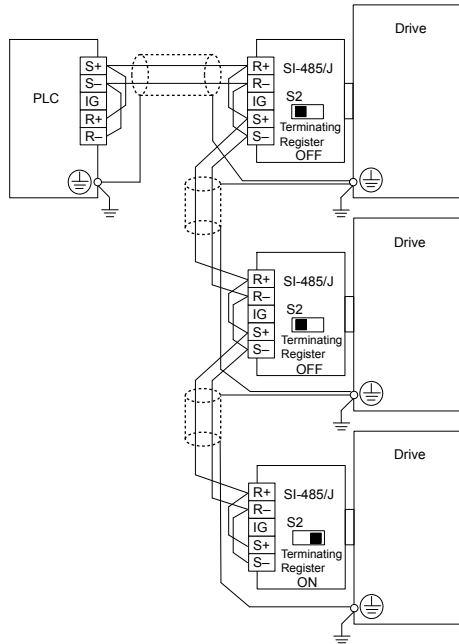 PLC
S+
S–
IG
R+
R–
R+
R–
IG
S+
S–
SI-485/J
S2
Terminating
Register
OFF
Drive
R+
R–
IG
S+
S–
SI-485/J
S2
Terminating
Register
OFF
Drive
R+
R–
IG
S+
S–
SI-485/J
S2
Terminating
Register
ON
Drive